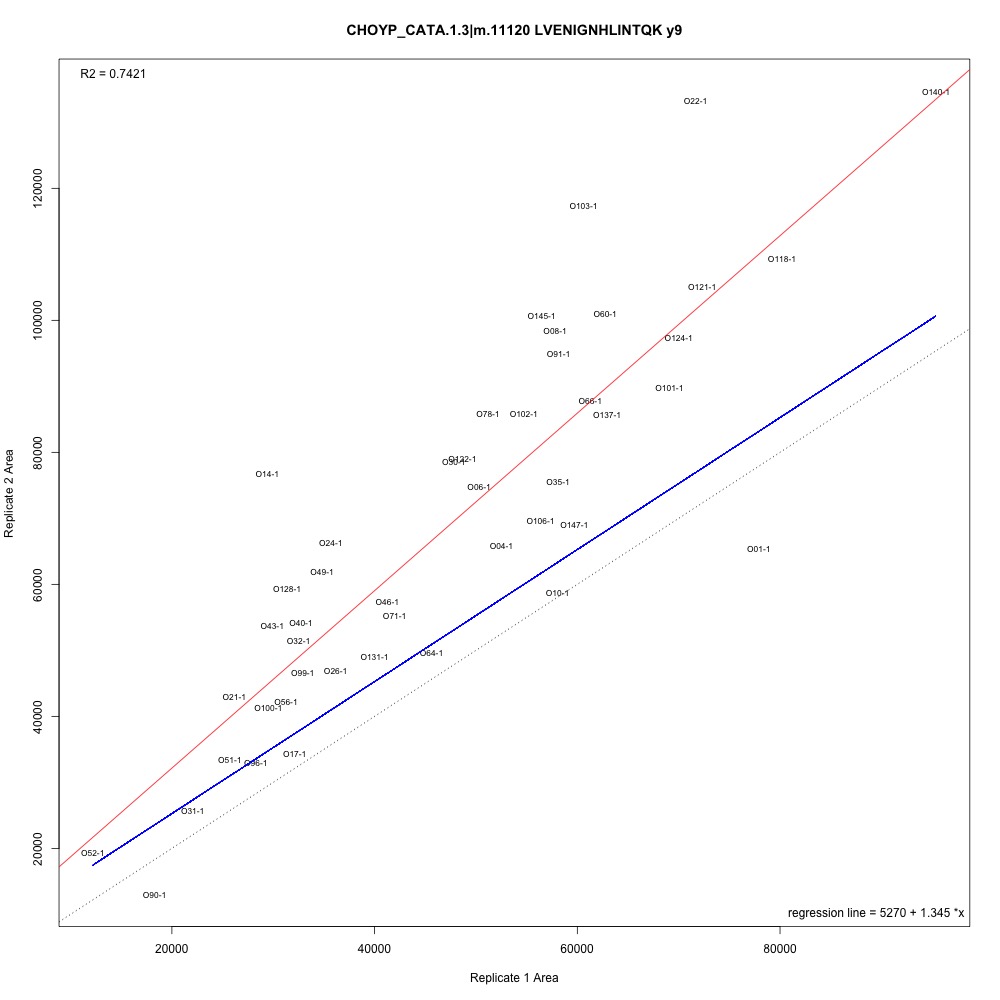 CHOYP_CATA.1.3|m.11120 LVENIGNHLINTQK y9
R2 = 0.7421
O140-1
O22-1
O103-1
O118-1
O121-1
O145-1
O60-1
O08-1
O124-1
O91-1
O101-1
O66-1
O78-1
O102-1
O137-1
O122-1
O30-1
O14-1
O06-1
O35-1
O106-1
O147-1
O24-1
O04-1
O01-1
O49-1
O128-1
O10-1
O46-1
O71-1
O43-1
O40-1
O32-1
O131-1
O64-1
O99-1
O26-1
O21-1
O56-1
O100-1
O17-1
O51-1
O96-1
O31-1
O52-1
O90-1
regression line = 5270 + 1.345 *x
120000
100000
80000
60000
40000
20000
Replicate 2 Area
20000 40000 60000 80000
Replicate 1 Area